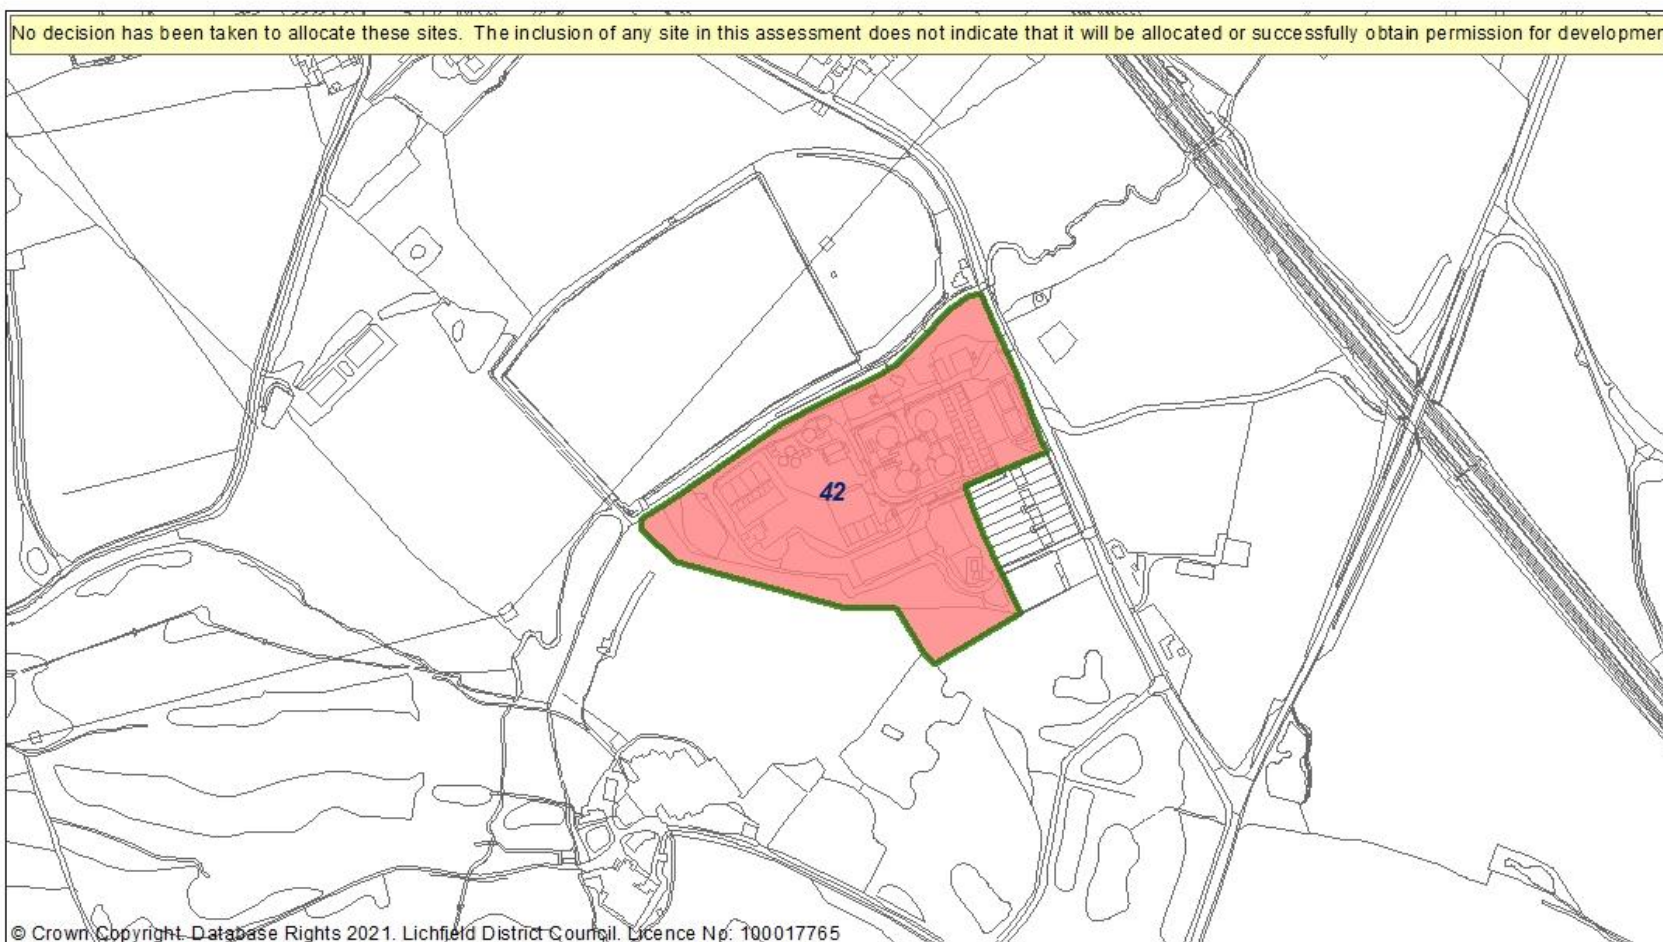 No decision has been taken to allocate these sites. The inclusion of any site in this assessment does not indicate that it will be allocated or successfully obtain permission for developmen
42
© Crown Copyright. Database Rights 2021. Lichfield District Council. Licence No: 100017765